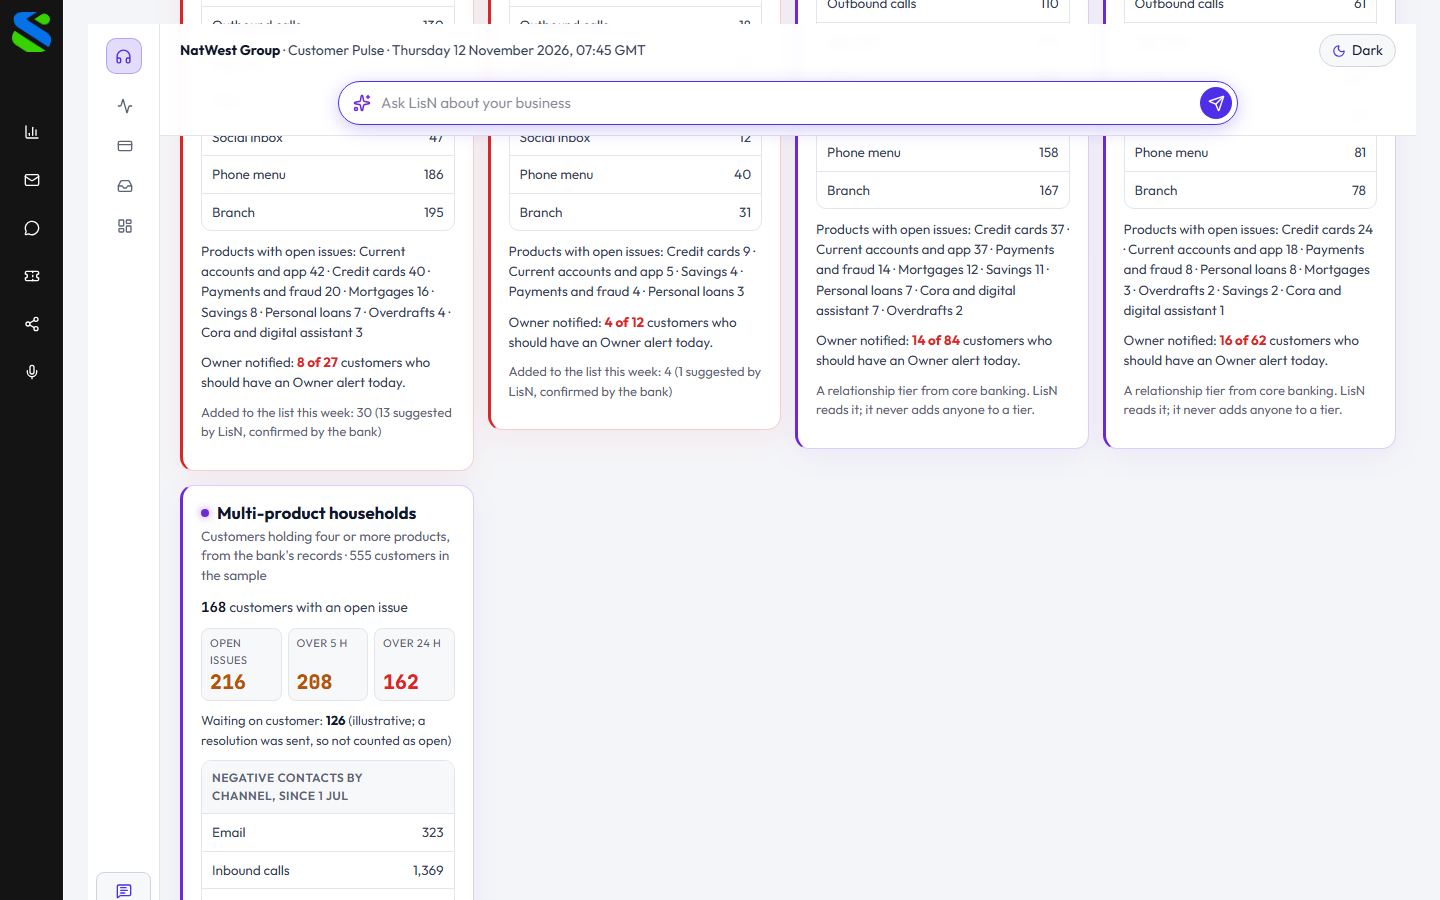 Outbound calls 110
Outbound calls 61
NatWest Group · Customer Pulse · Thursday 12 November 2026, 07:45 GMT
Dark
Ask LisN about your business
Social inbox 47
Phone menu 186
Branch 195
Products with open issues: Current
accounts and app 42 · Credit cards 40 ·
Payments and fraud 20 · Mortgages 16 ·
Savings 8 · Personal loans 7 · Overdrafts 4 ·
Cora and digital assistant 3
Owner notified: 8 of 27 customers who
should have an Owner alert today.
Added to the list this week: 30 (13 suggested
by LisN, confirmed by the bank)
Social inbox 12
Phone menu 40
Branch 31
Products with open issues: Credit cards 9 ·
Current accounts and app 5 · Savings 4 ·
Payments and fraud 4 · Personal loans 3
Owner notified: 4 of 12 customers who
should have an Owner alert today.
Added to the list this week: 4 (1 suggested by
LisN, confirmed by the bank)
Phone menu 158
Branch 167
Products with open issues: Credit cards 37 ·
Current accounts and app 37 · Payments
and fraud 14 · Mortgages 12 · Savings 11 ·
Personal loans 7 · Cora and digital
assistant 7 · Overdrafts 2
Owner notified: 14 of 84 customers who
should have an Owner alert today.
A relationship tier from core banking. LisN
reads it; it never adds anyone to a tier.
Phone menu 81
Branch 78
Products with open issues: Credit cards 24
· Current accounts and app 18 · Payments
and fraud 8 · Personal loans 8 · Mortgages
3 · Overdrafts 2 · Savings 2 · Cora and
digital assistant 1
Owner notified: 16 of 62 customers who
should have an Owner alert today.
A relationship tier from core banking. LisN
reads it; it never adds anyone to a tier.
Multi-product households
Customers holding four or more products,
from the bank's records · 555 customers in
the sample
168 customers with an open issue
OPEN
ISSUES
216
OVER 5 H
208
OVER 24 H
162
Waiting on customer: 126 (illustrative; a
resolution was sent, so not counted as open)
NEGATIVE CONTACTS BY
CHANNEL, SINCE 1 JUL
Email 323
Inbound calls 1,369